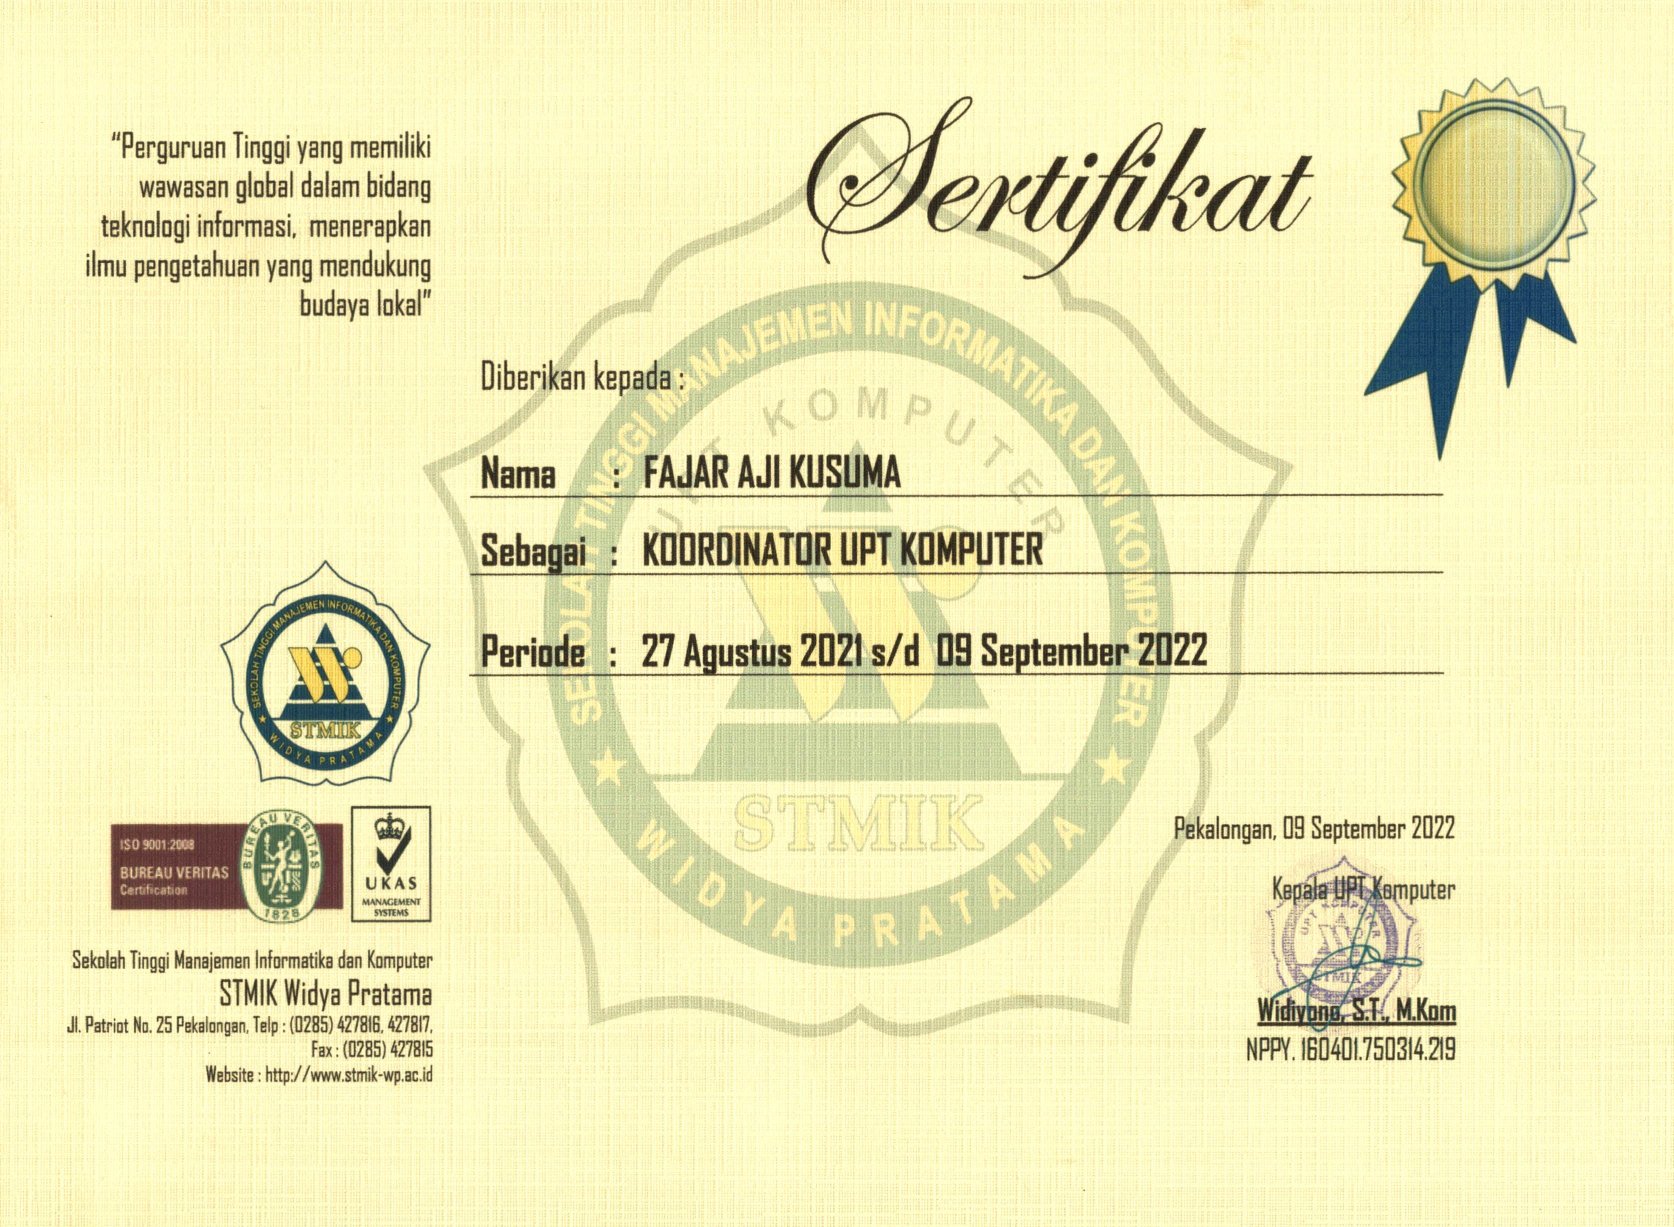 “Perguruan Tinggi yang memiliki
wawasan global dalam bidang
teknologi informasi, menerapkan
ilmu pengetahuan yang mendukung
budaya lokal”
Sertifikat
Diberikan kepada :
Nama : FAJAR AJI KUSUMA
Sebagai : KOORDINATOR UPT KOMPUTER
Periode : 27 Agustus 2021 s/d 09 September 2022
SEKOLAH TINGGI MANAJEMEN INFORMATIKA DAN KOMPUTER
UPT KOMPUTER
STMIK
WIDYA PRATAMA
SEKOLAH TINGGI MANAJEMEN INFORMATIKA DAN KOMPUTER
STMIK
WIDYA PRATAMA
ISO 9001:2008
BUREAU VERITAS
Certification
BUREAU VERITAS
1828
UKAS
MANAGEMENT
SYSTEMS
Sekolah Tinggi Manajemen Informatika dan Komputer
STMIK Widya Pratama
Jl. Patriot No. 25 Pekalongan, Telp : (0285) 427816, 427817,
Fax : (0285) 427815
Website : http://www.stmik-wp.ac.id
Pekalongan, 09 September 2022
Kepala UPT Komputer
UPT KOMPUTER
STMIK
Widiyono, S.T., M.Kom
NPPY. 160401.750314.219